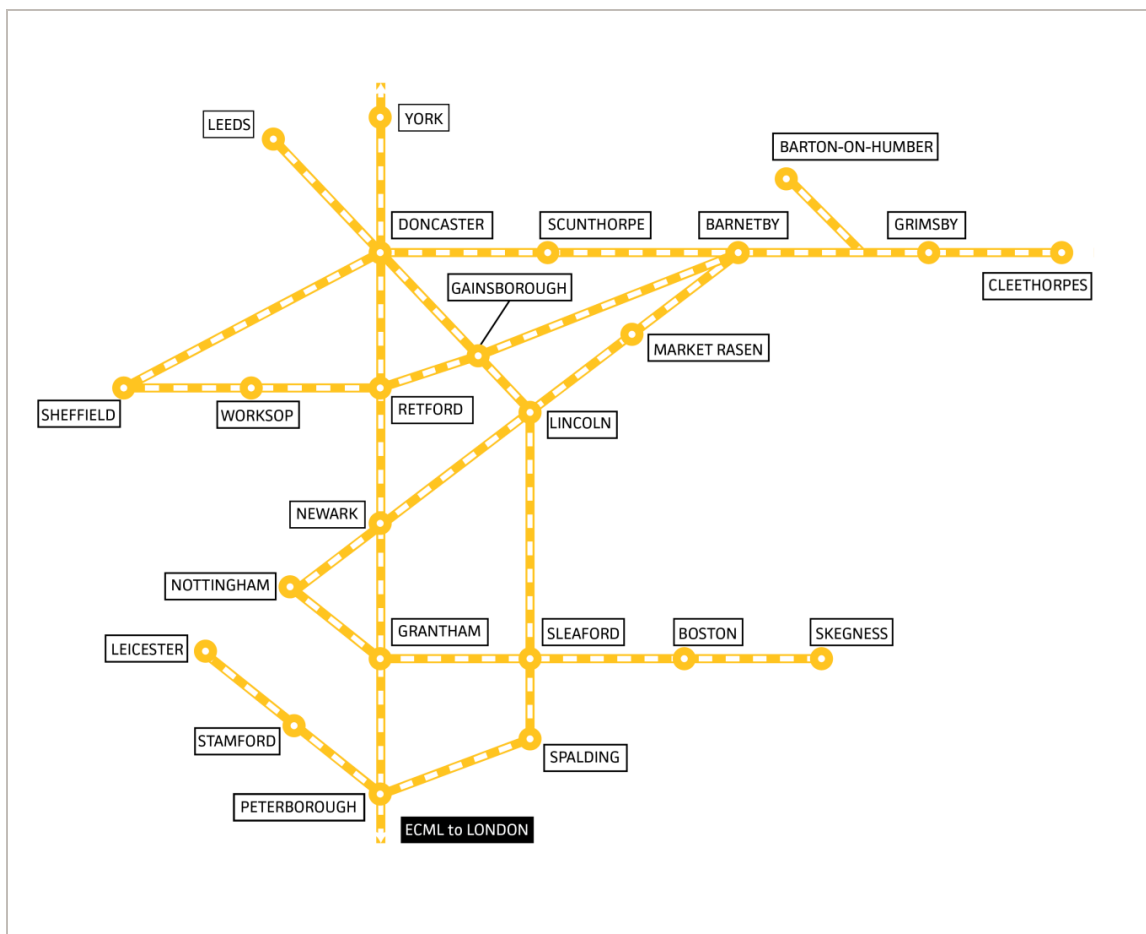 YORK
LEEDS
BARTON-ON-HUMBER
DONCASTER
SCUNTHORPE
BARNETBY
GRIMSBY
CLEETHORPES
GAINSBOROUGH
MARKET RASEN
SHEFFIELD
WORKSOP
RETFORD
LINCOLN
NEWARK
NOTTINGHAM
GRANTHAM
SLEAFORD
BOSTON
SKEGNESS
LEICESTER
STAMFORD
SPALDING
PETERBOROUGH
ECML to LONDON